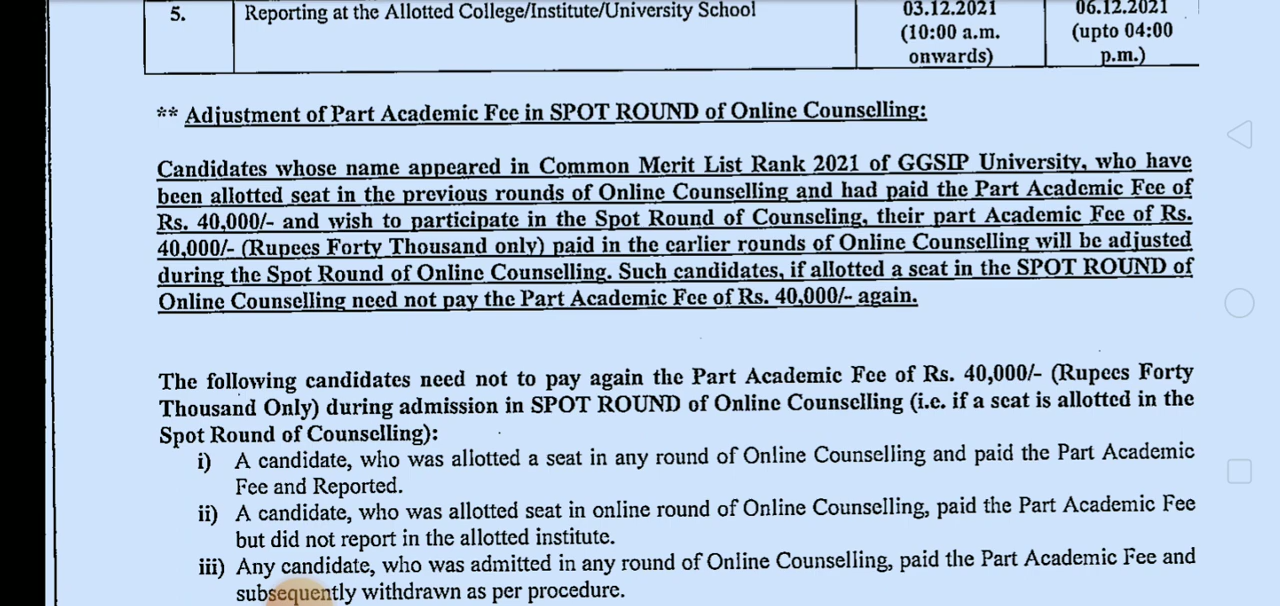 5. Reporting at the Allotted College/Institute/University School 03.12.2021 06.12.2021
(10:00 a.m. (upto 04:00
onwards) p.m.)
** Adjustment of Part Academic Fee in SPOT ROUND of Online Counselling:
Candidates whose name appeared in Common Merit List Rank 2021 of GGSIP University, who have
been allotted seat in the previous rounds of Online Counselling and had paid the Part Academic Fee of
Rs. 40,000/- and wish to participate in the Spot Round of Counseling, their part Academic Fee of Rs.
40,000/- (Rupees Forty Thousand only) paid in the earlier rounds of Online Counselling will be adjusted
during the Spot Round of Online Counselling. Such candidates, if allotted a seat in the SPOT ROUND of
Online Counselling need not pay the Part Academic Fee of Rs. 40,000/- again.
The following candidates need not to pay again the Part Academic Fee of Rs. 40,000/- (Rupees Forty
Thousand Only) during admission in SPOT ROUND of Online Counselling (i.e. if a seat is allotted in the
Spot Round of Counselling):
i) A candidate, who was allotted a seat in any round of Online Counselling and paid the Part Academic
Fee and Reported.
ii) A candidate, who was allotted seat in online round of Online Counselling, paid the Part Academic Fee
but did not report in the allotted institute.
iii) Any candidate, who was admitted in any round of Online Counselling, paid the Part Academic Fee and
subsequently withdrawn as per procedure.